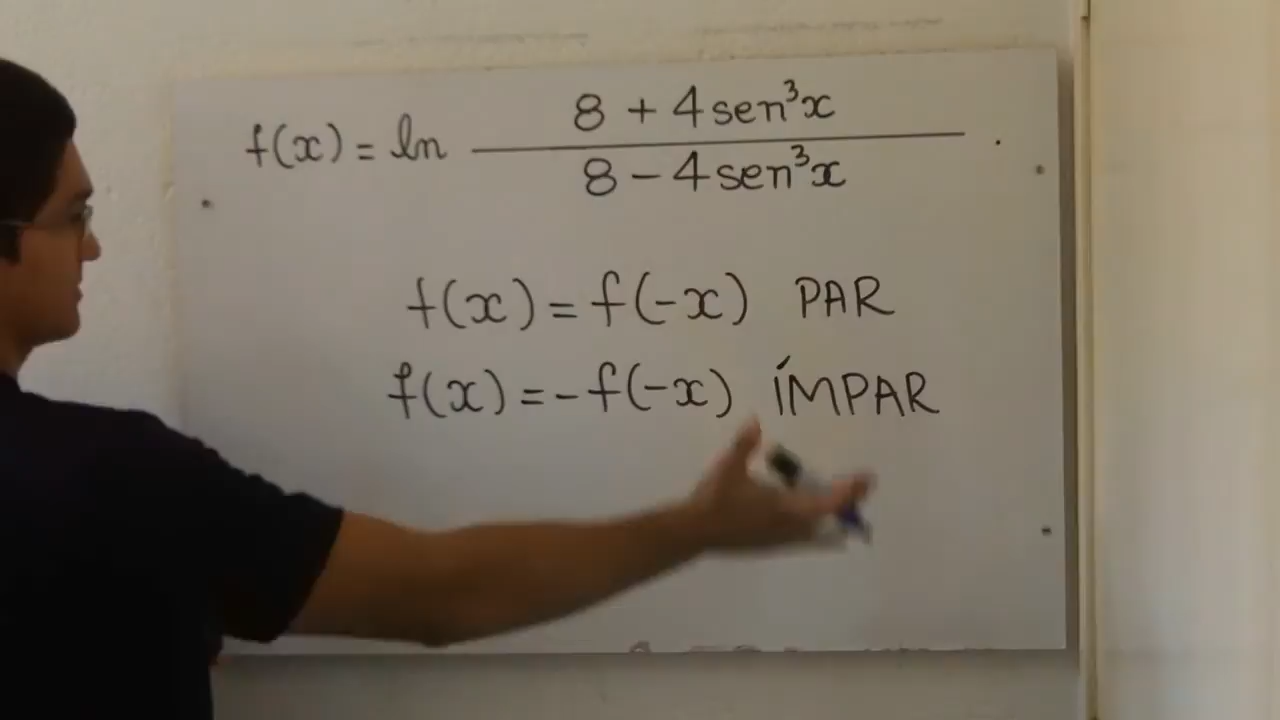 f(x) = ln (8 + 4sen³x)/(8 - 4sen³x) .
f(x) = f(-x) PAR
f(x) = -f(-x) ÍMPAR